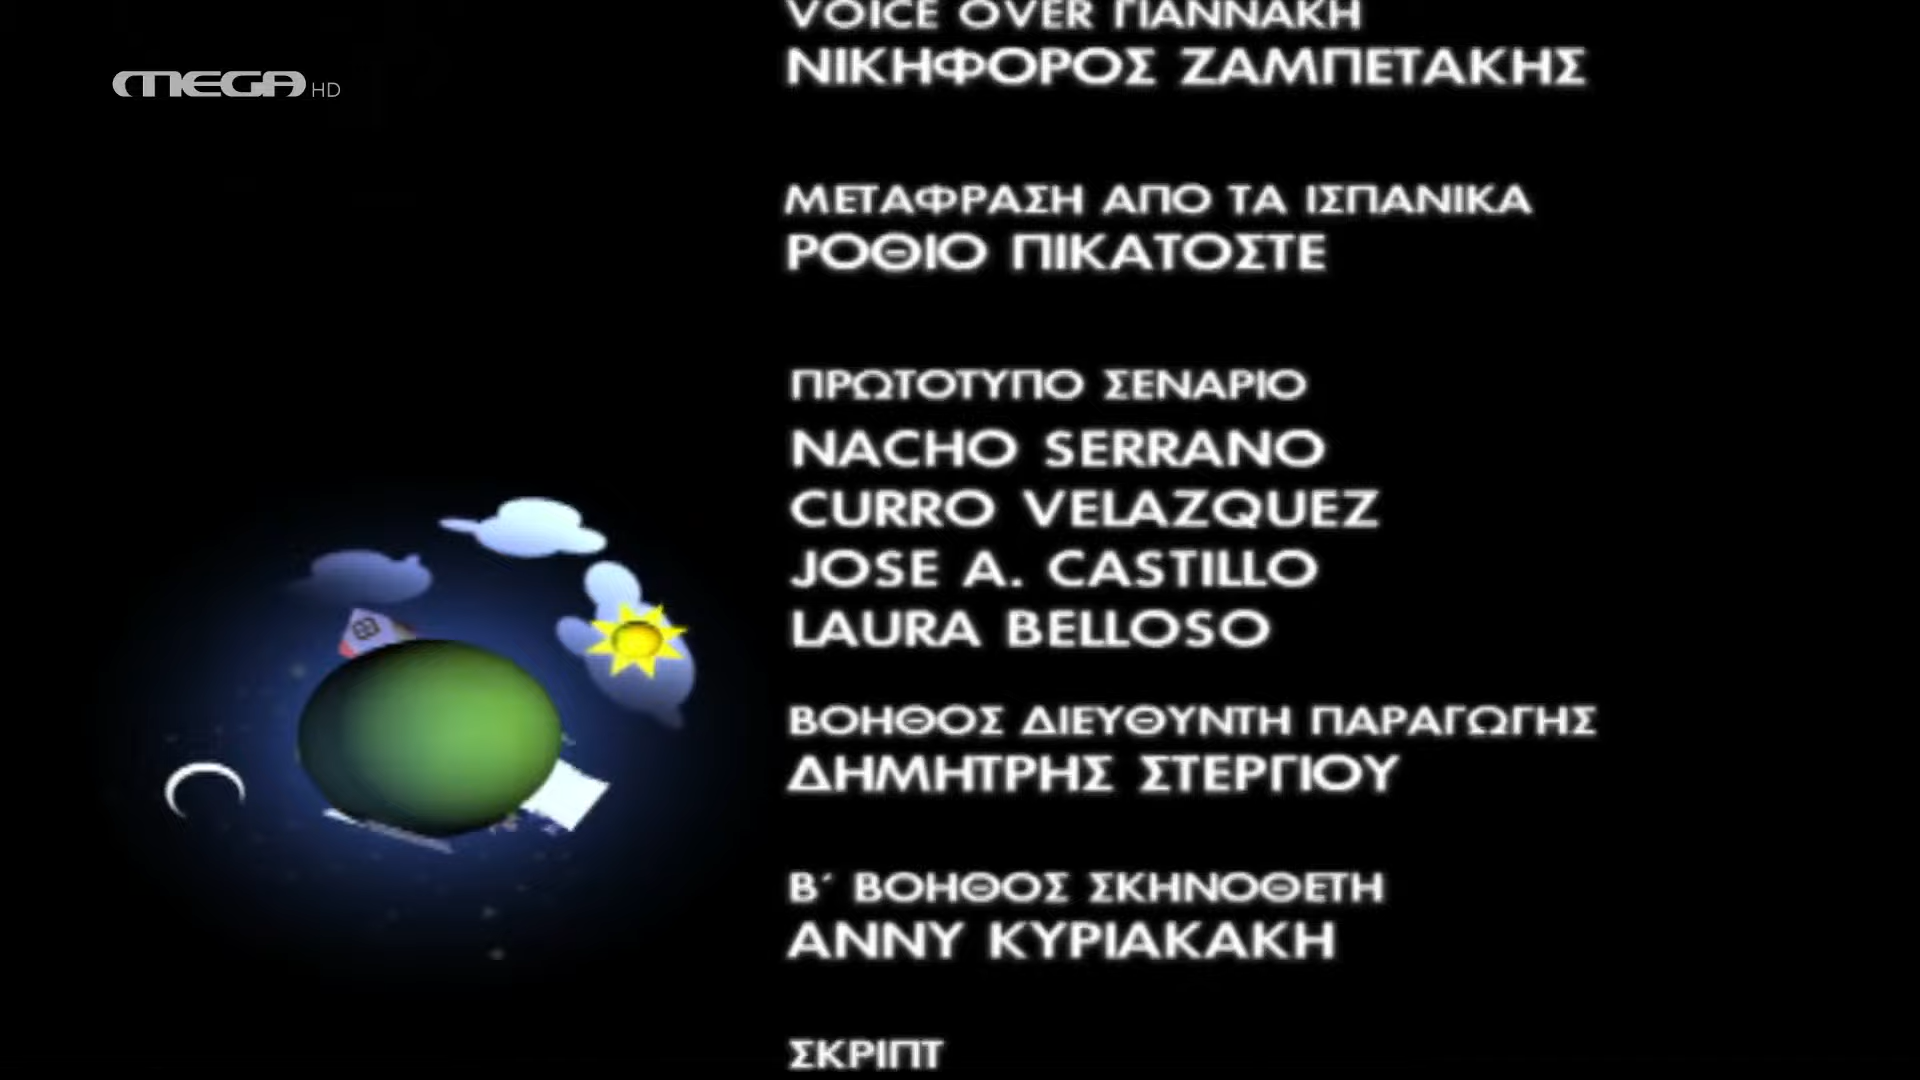 MEGA HD
VOICE OVER ΓΙΑΝΝΑΚΗ
ΝΙΚΗΦΟΡΟΣ ΖΑΜΠΕΤΑΚΗΣ
ΜΕΤΑΦΡΑΣΗ ΑΠΟ ΤΑ ΙΣΠΑΝΙΚΑ
ΡΟΘΙΟ ΠΙΚΑΤΟΣΤΕ
ΠΡΩΤΟΤΥΠΟ ΣΕΝΑΡΙΟ
NACHO SERRANO
CURRO VELAZQUEZ
JOSE A. CASTILLO
LAURA BELLOSO
ΒΟΗΘΟΣ ΔΙΕΥΘΥΝΤΗ ΠΑΡΑΓΩΓΗΣ
ΔΗΜΗΤΡΗΣ ΣΤΕΡΓΙΟΥ
Β΄ ΒΟΗΘΟΣ ΣΚΗΝΟΘΕΤΗ
ΑΝΝΥ ΚΥΡΙΑΚΑΚΗ
ΣΚΡΙΠΤ